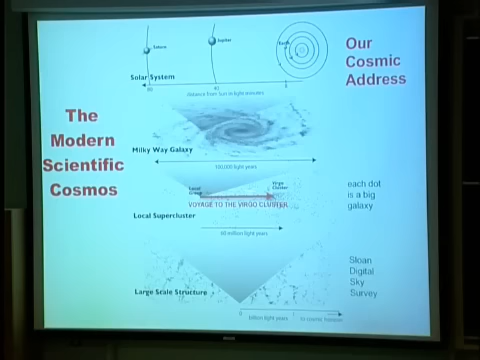 Our
Cosmic
Address
Saturn
Jupiter
Earth
Solar System
80
40
distance from Sun in light minutes
The
Modern
Scientific
Cosmos
Milky Way Galaxy
100,000 light years
Local
Virgo
Cluster
VOYAGE TO THE VIRGO CLUSTER
Local Supercluster
each dot
is a big
galaxy
60 million light years
Sloan
Digital
Sky
Survey
Large Scale Structure
0
billion light years
to cosmic horizon